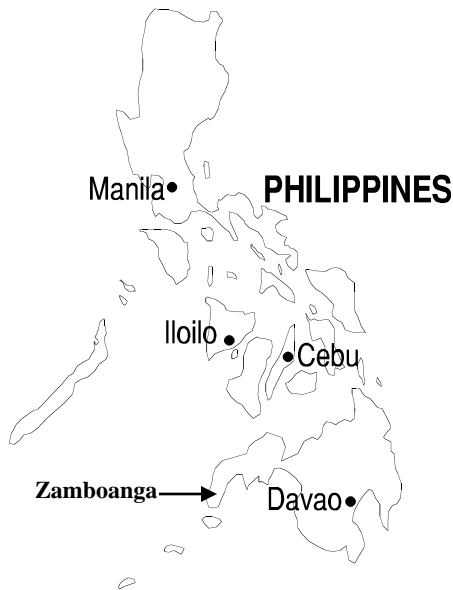 Manila
PHILIPPINES
Iloilo
Cebu
Zamboanga
Davao